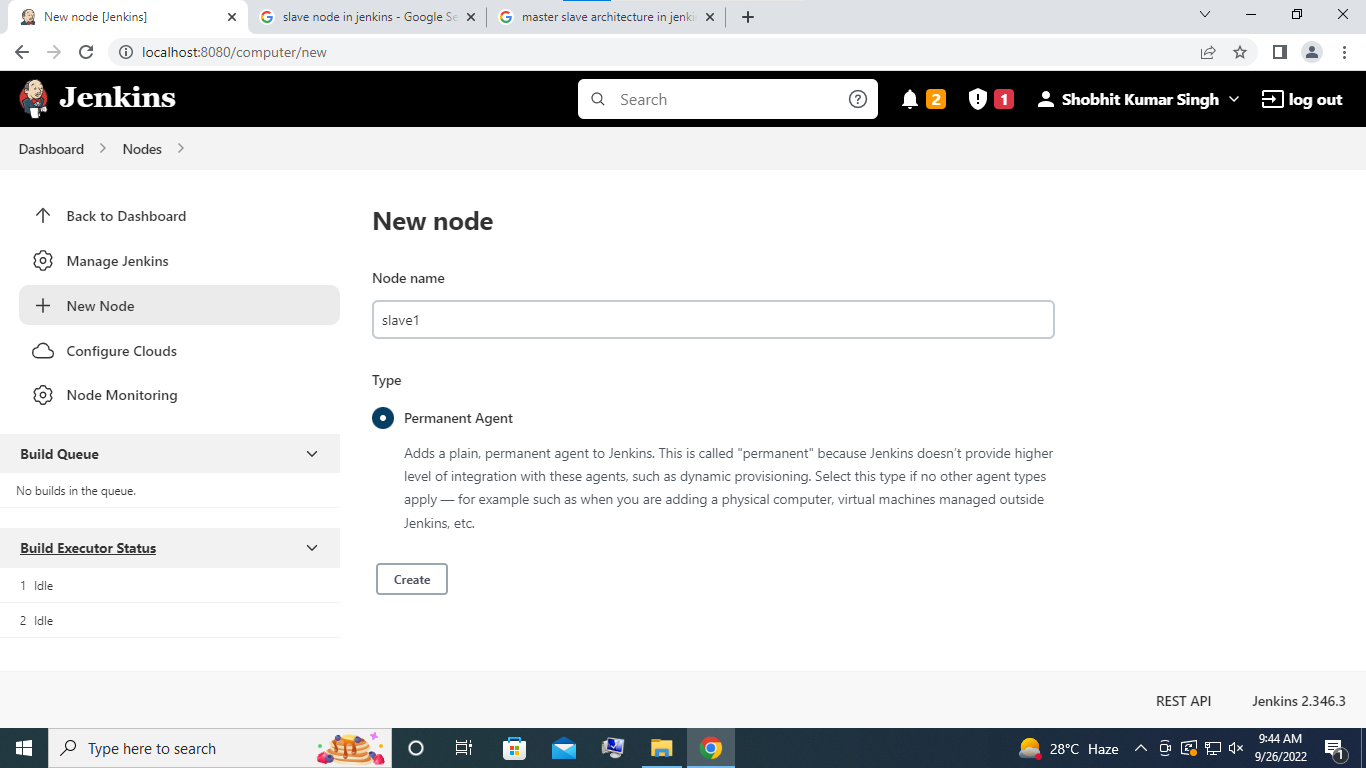 New node [Jenkins]
slave node in jenkins - Google Se
master slave architecture in jenki
localhost:8080/computer/new
Jenkins
Search
2
1
Shobhit Kumar Singh
log out
Dashboard
Nodes
Back to Dashboard
Manage Jenkins
New Node
Configure Clouds
Node Monitoring
Build Queue
No builds in the queue.
Build Executor Status
1 Idle
2 Idle
New node
Node name
slave1
Type
Permanent Agent
Adds a plain, permanent agent to Jenkins. This is called "permanent" because Jenkins doesn't provide higher
level of integration with these agents, such as dynamic provisioning. Select this type if no other agent types
apply — for example such as when you are adding a physical computer, virtual machines managed outside
Jenkins, etc.
Create
REST API
Jenkins 2.346.3
Type here to search
28°C Haze
9:44 AM
9/26/2022
1